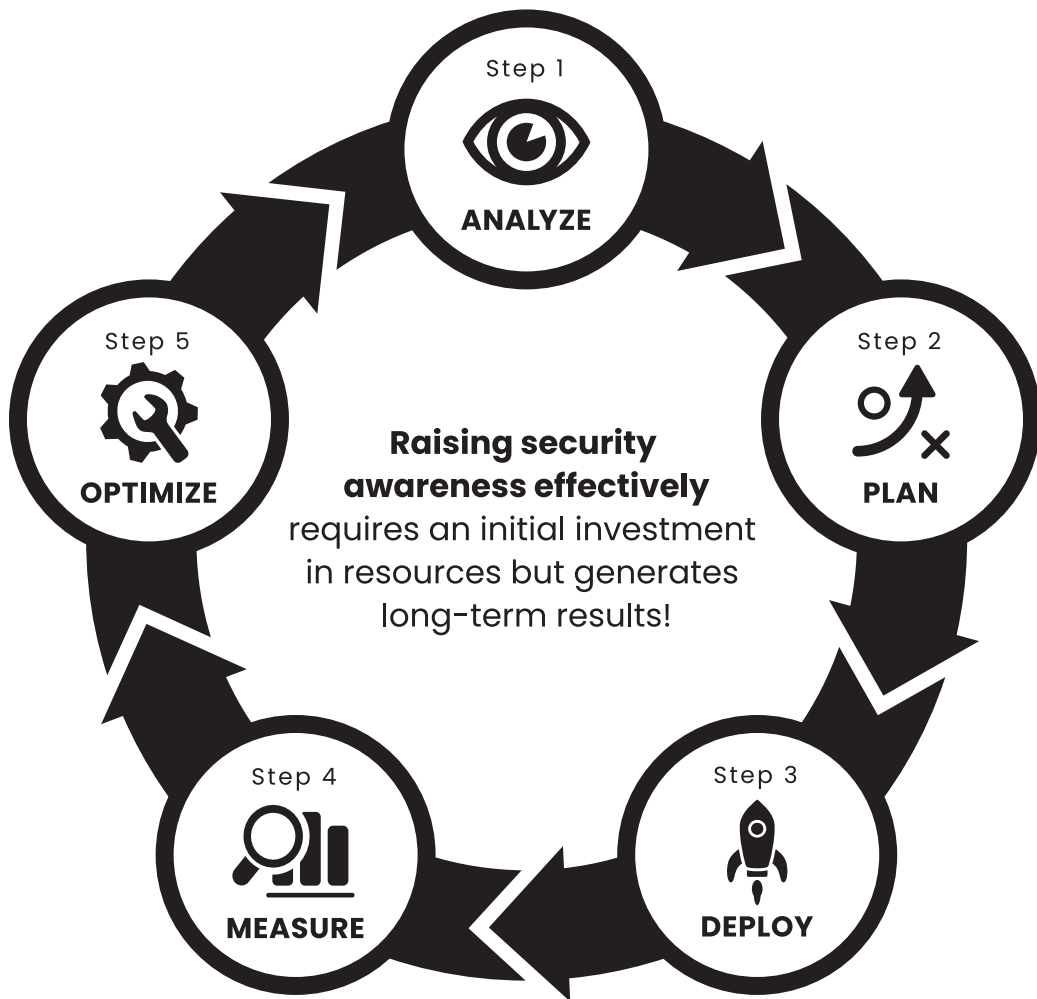 Step 1
ANALYZE
Step 2
PLAN
Step 3
DEPLOY
Step 4
MEASURE
Step 5
OPTIMIZE
Raising security
awareness effectively
requires an initial investment
in resources but generates
long-term results!